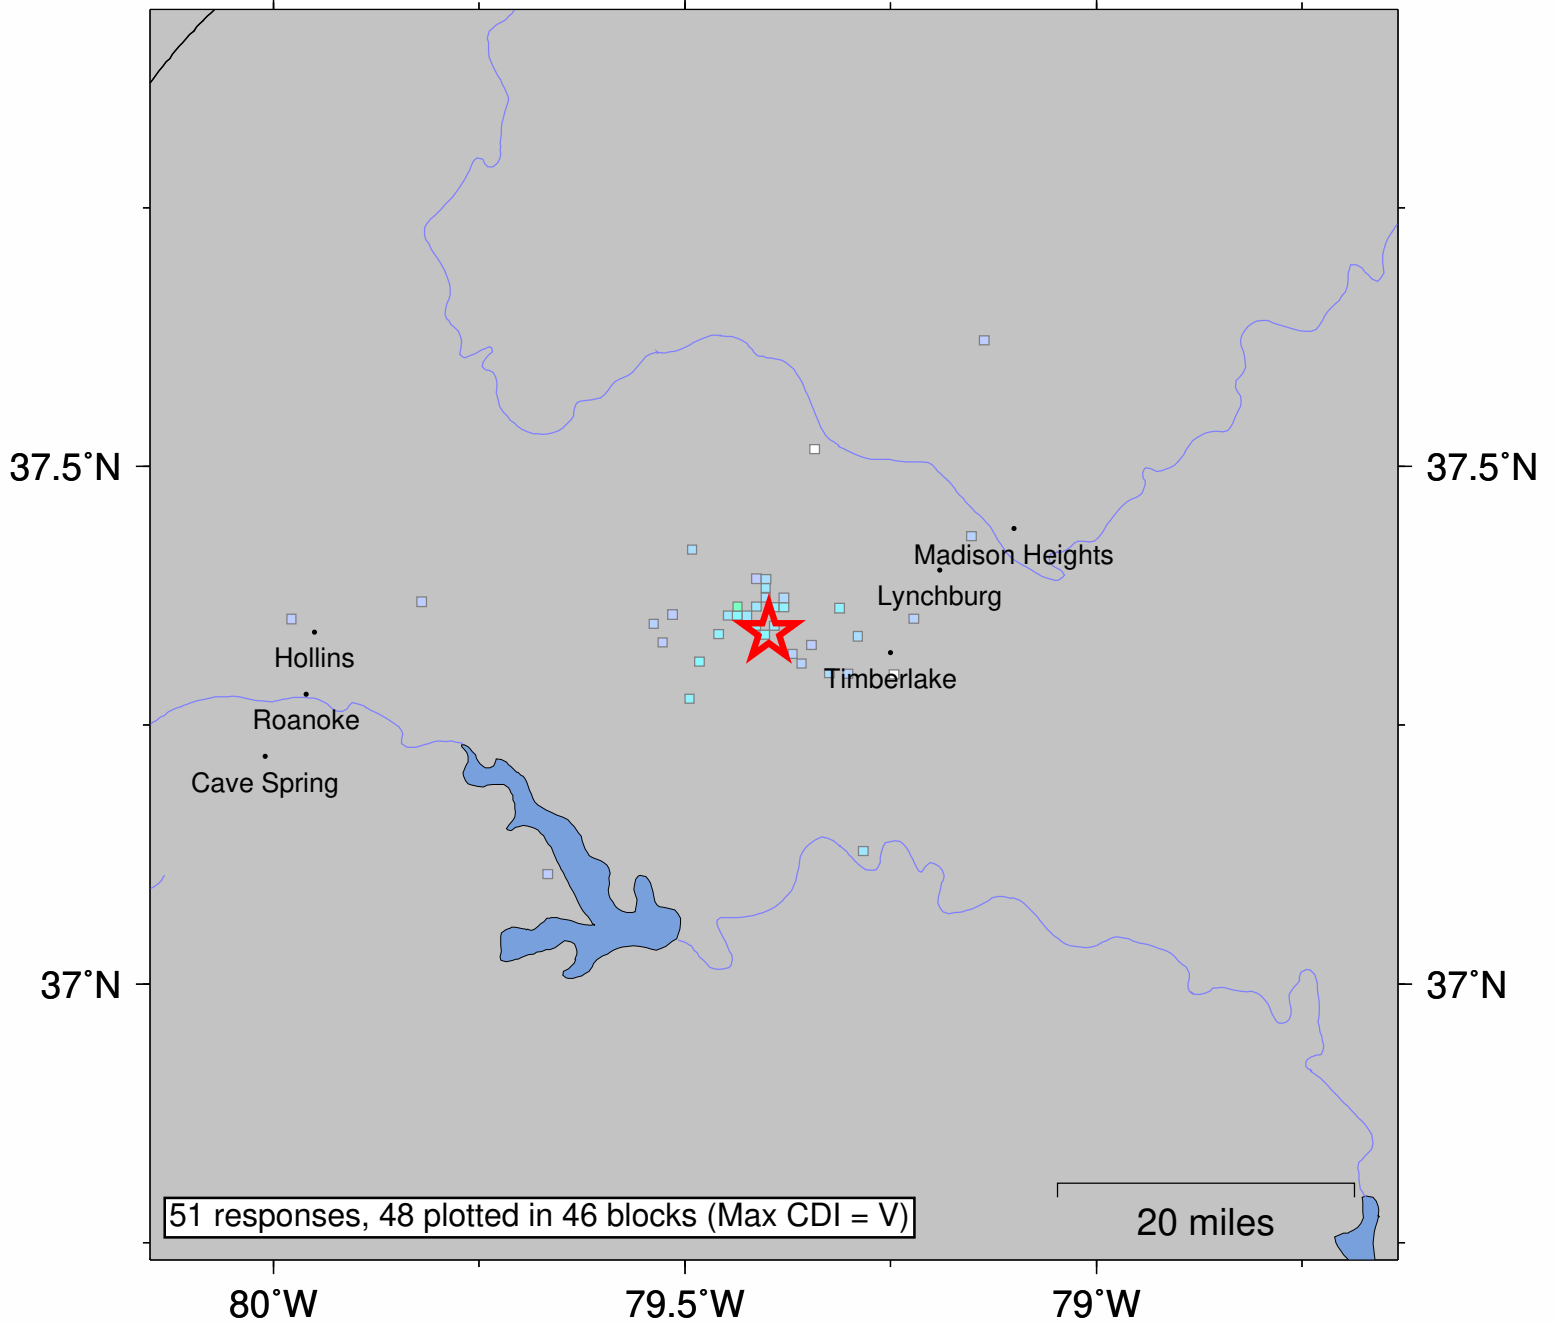 37.5°N
37.5°N
Madison Heights
Lynchburg
Hollins
Timberlake
Roanoke
Cave Spring
37°N
37°N
51 responses, 48 plotted in 46 blocks (Max CDI = V)
20 miles
80°W
79.5°W
79°W